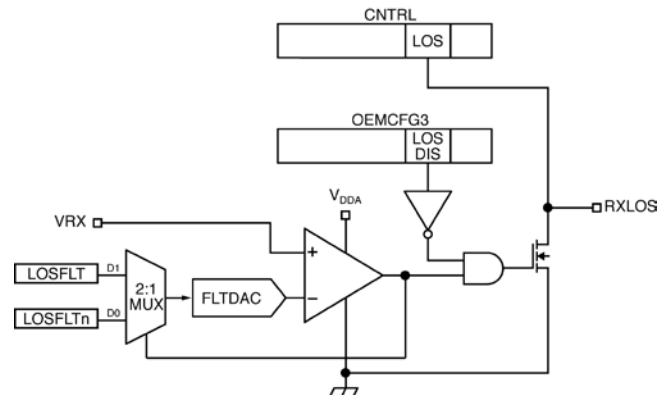 CNTRL
LOS
OEMCFG3
LOS
DIS
VDDA
VRX
RXLOS
+
LOSFLT
D1
2:1
MUX
FLTDAC
−
LOSFLTn
D0